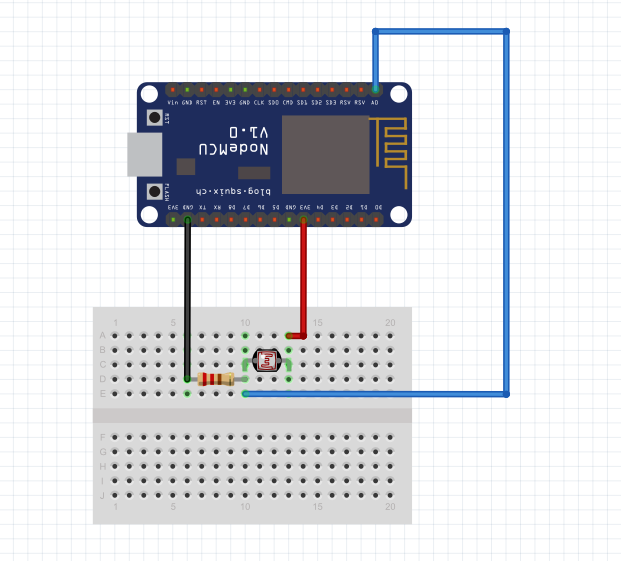 Vin GND RST EN 3V3 GND CLK SD0 CMD SD1 SD2 SD3 RSV RSV A0
RST
NodeMCU
V1.0
blog.squix.ch
FLASH
3V3 GND TX RX D8 D7 D6 D5 GND 3V3 D4 D3 D2 D1 D0
1 5 10 15 20
A
B
C
D
E
F
G
H
I
J
1 5 10 15 20